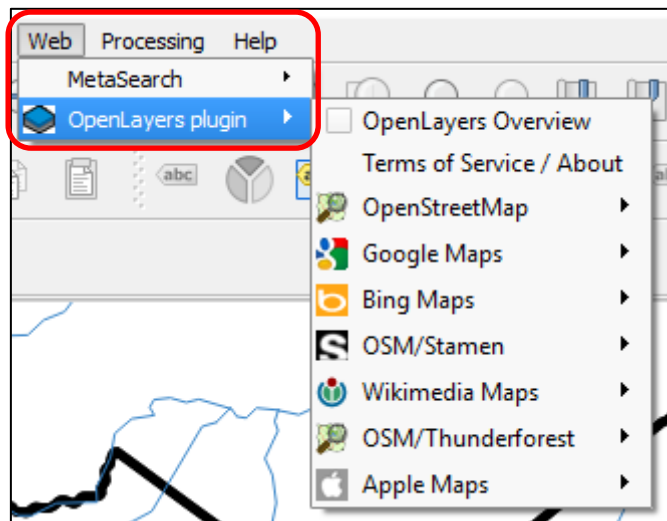 Web Processing Help
MetaSearch
OpenLayers plugin
OpenLayers Overview
Terms of Service / About
OpenStreetMap
Google Maps
Bing Maps
OSM/Stamen
Wikimedia Maps
OSM/Thunderforest
Apple Maps
abc